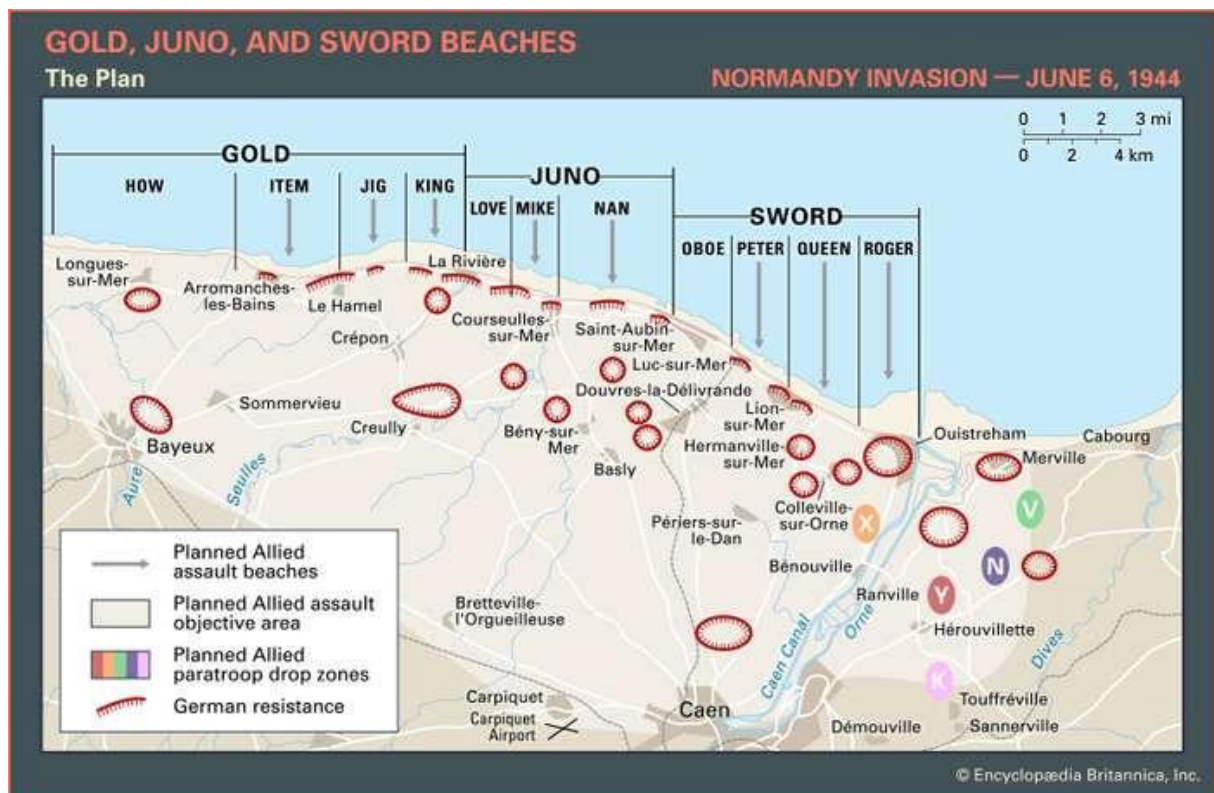 GOLD, JUNO, AND SWORD BEACHES
The Plan
NORMANDY INVASION — JUNE 6, 1944
0 1 2 3 mi
0 2 4 km
GOLD
HOW
ITEM
JIG
KING
JUNO
LOVE
MIKE
NAN
SWORD
OBOE
PETER
QUEEN
ROGER
Longues-
sur-Mer
Arromanches-
les-Bains
Le Hamel
La Rivière
Crépon
Courseulles-
sur-Mer
Saint-Aubin-
sur-Mer
Luc-sur-Mer
Douvres-la-Délivrande
Lion-
sur-Mer
Hermanville-
sur-Mer
Ouistreham
Cabourg
Merville
Sommervieu
Creully
Bény-sur-
Mer
Basly
Bayeux
Aure
Seulles
Colleville-
sur-Orne
Périers-sur-
le-Dan
X
V
N
Y
K
Bénouville
Ranville
Hérouvillette
Caen Canal
Orne
Dives
Bretteville-
l'Orgueilleuse
Touffréville
Sannerville
Démouville
Carpiquet
Carpiquet
Airport
Caen
Planned Allied
assault beaches
Planned Allied assault
objective area
Planned Allied
paratroop drop zones
German resistance
© Encyclopædia Britannica, Inc.